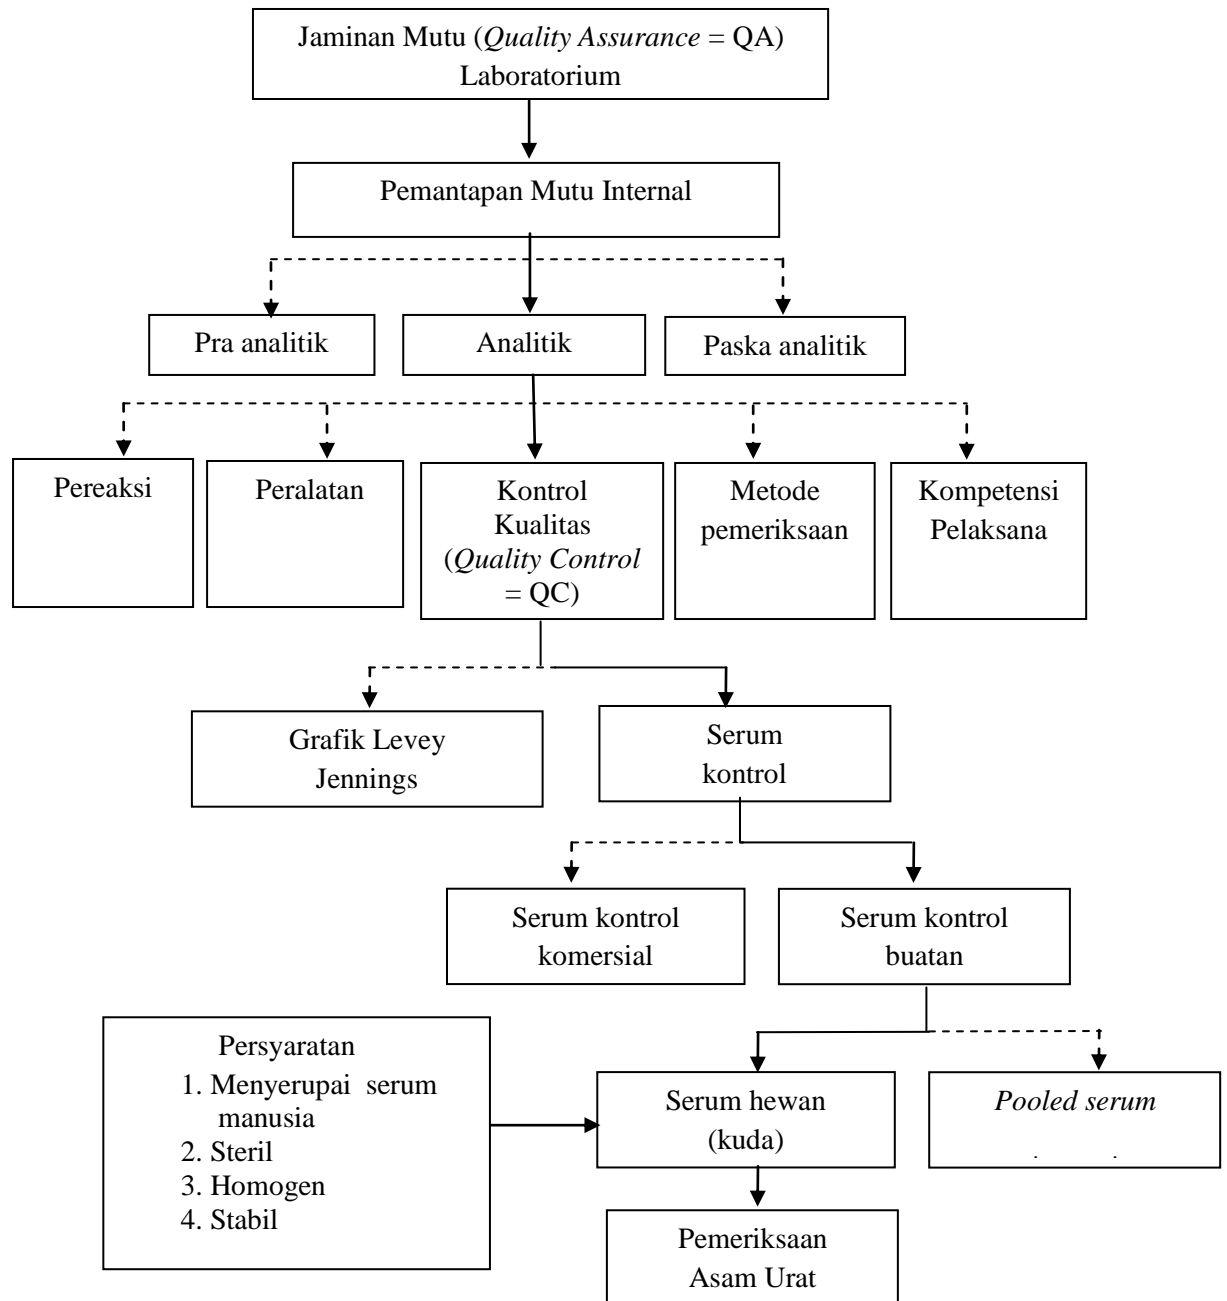 Jaminan Mutu (Quality Assurance = QA)
Laboratorium
Pemantapan Mutu Internal
Pra analitik
Analitik
Paska analitik
Pereaksi
Peralatan
Kontrol
Kualitas
(Quality Control
= QC)
Metode
pemeriksaan
Kompetensi
Pelaksana
Grafik Levey
Jennings
Serum
kontrol
Serum kontrol
komersial
Serum kontrol
buatan
Persyaratan
1. Menyerupai serum
manusia
2. Steril
3. Homogen
4. Stabil
Serum hewan
(kuda)
Pooled serum
Pemeriksaan
Asam Urat